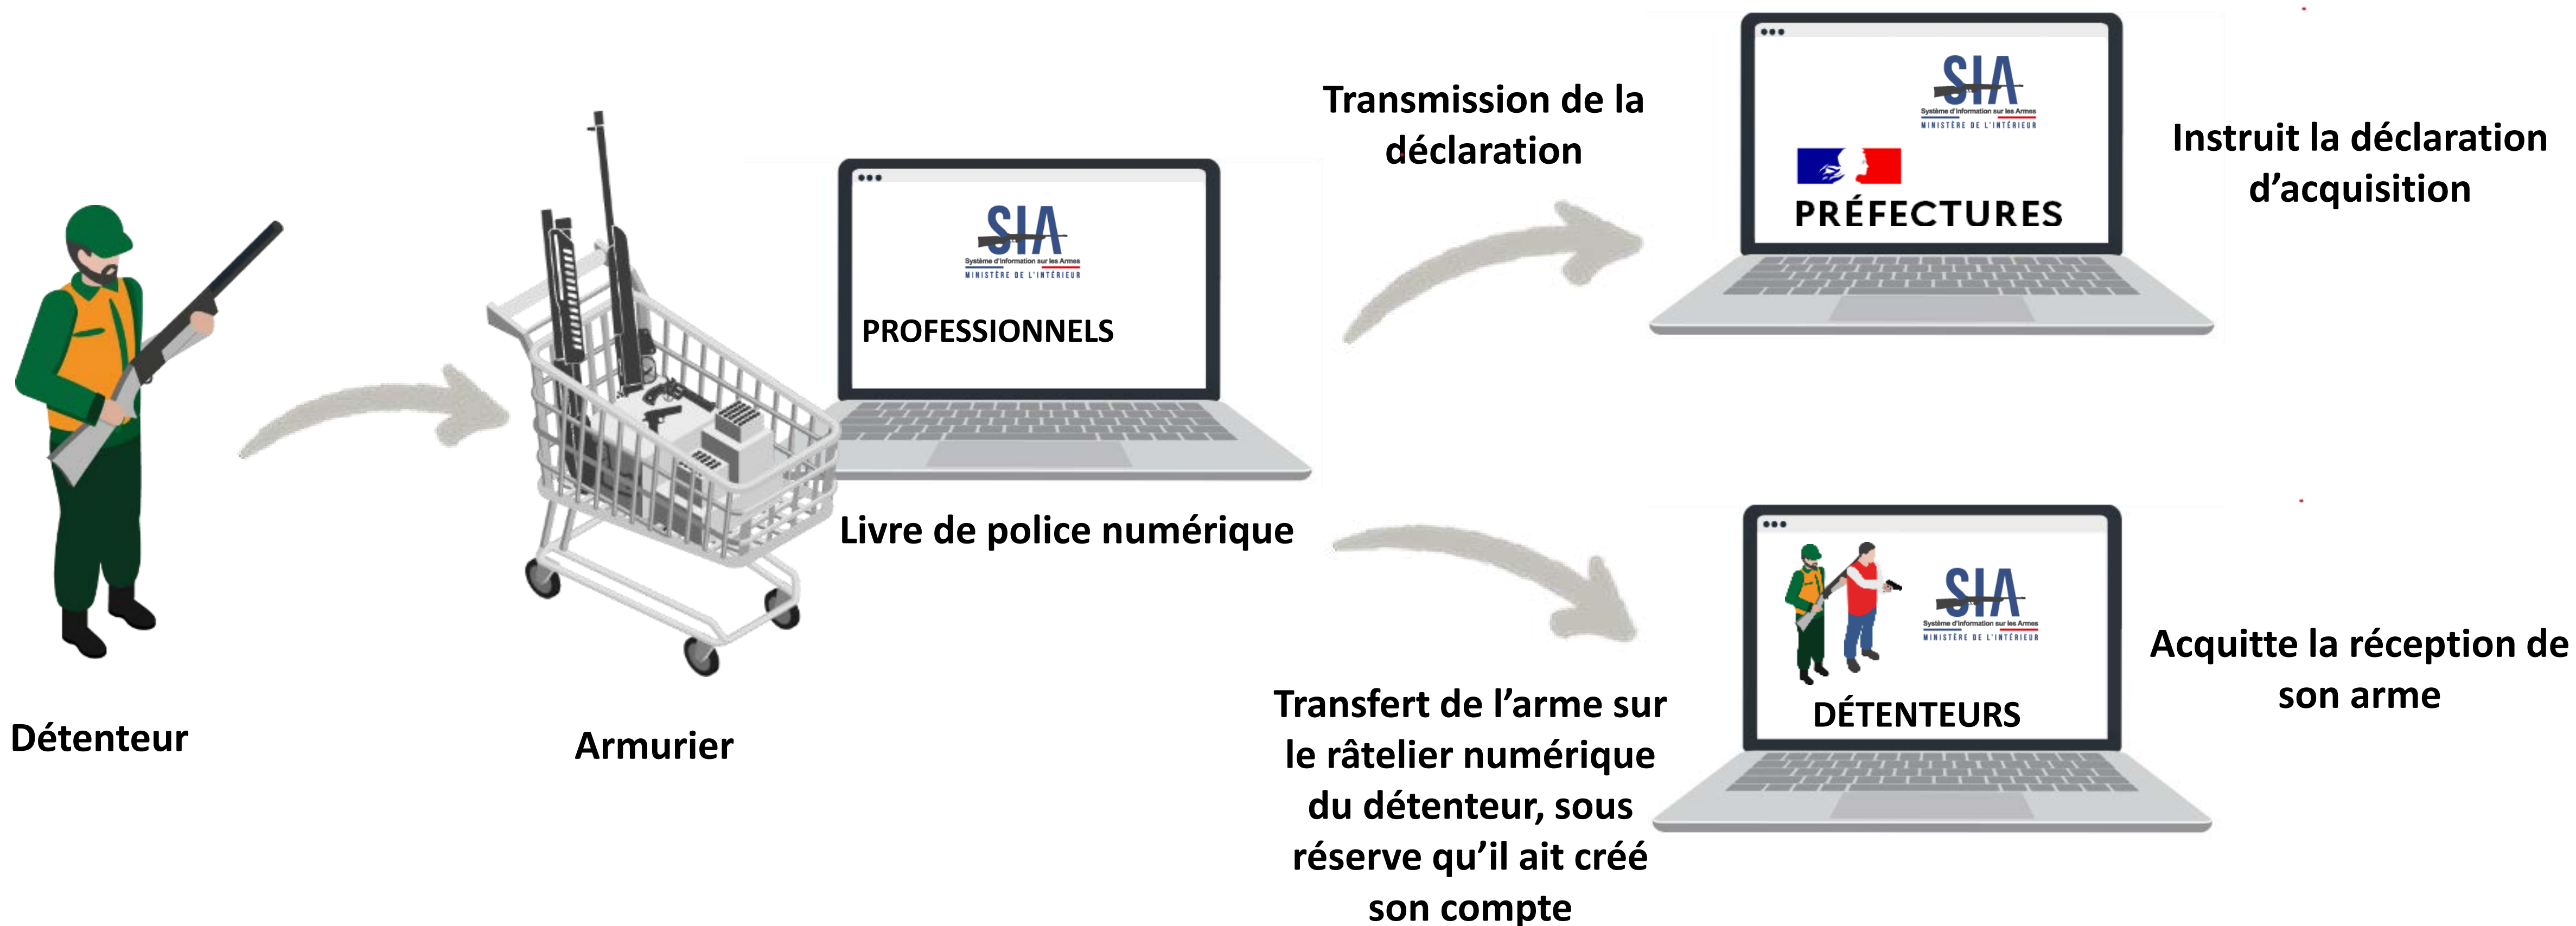 Détenteur
Armurier
SIA
Système d'Information sur les Armes
MINISTÈRE DE L'INTÉRIEUR
PROFESSIONNELS
Livre de police numérique
Transmission de la
déclaration
SIA
Système d'Information sur les Armes
MINISTÈRE DE L'INTÉRIEUR
PRÉFECTURES
Instruit la déclaration
d'acquisition
Transfert de l'arme sur
le râtelier numérique
du détenteur, sous
réserve qu'il ait créé
son compte
SIA
Système d'Information sur les Armes
MINISTÈRE DE L'INTÉRIEUR
DÉTENTEURS
Acquitte la réception de
son arme